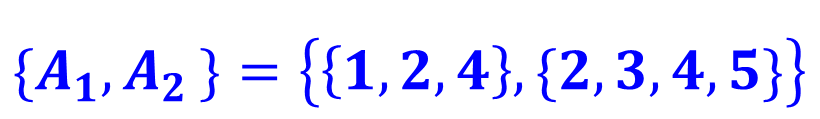 {A₁, A₂ } = {{1, 2, 4}, {2, 3, 4, 5}}